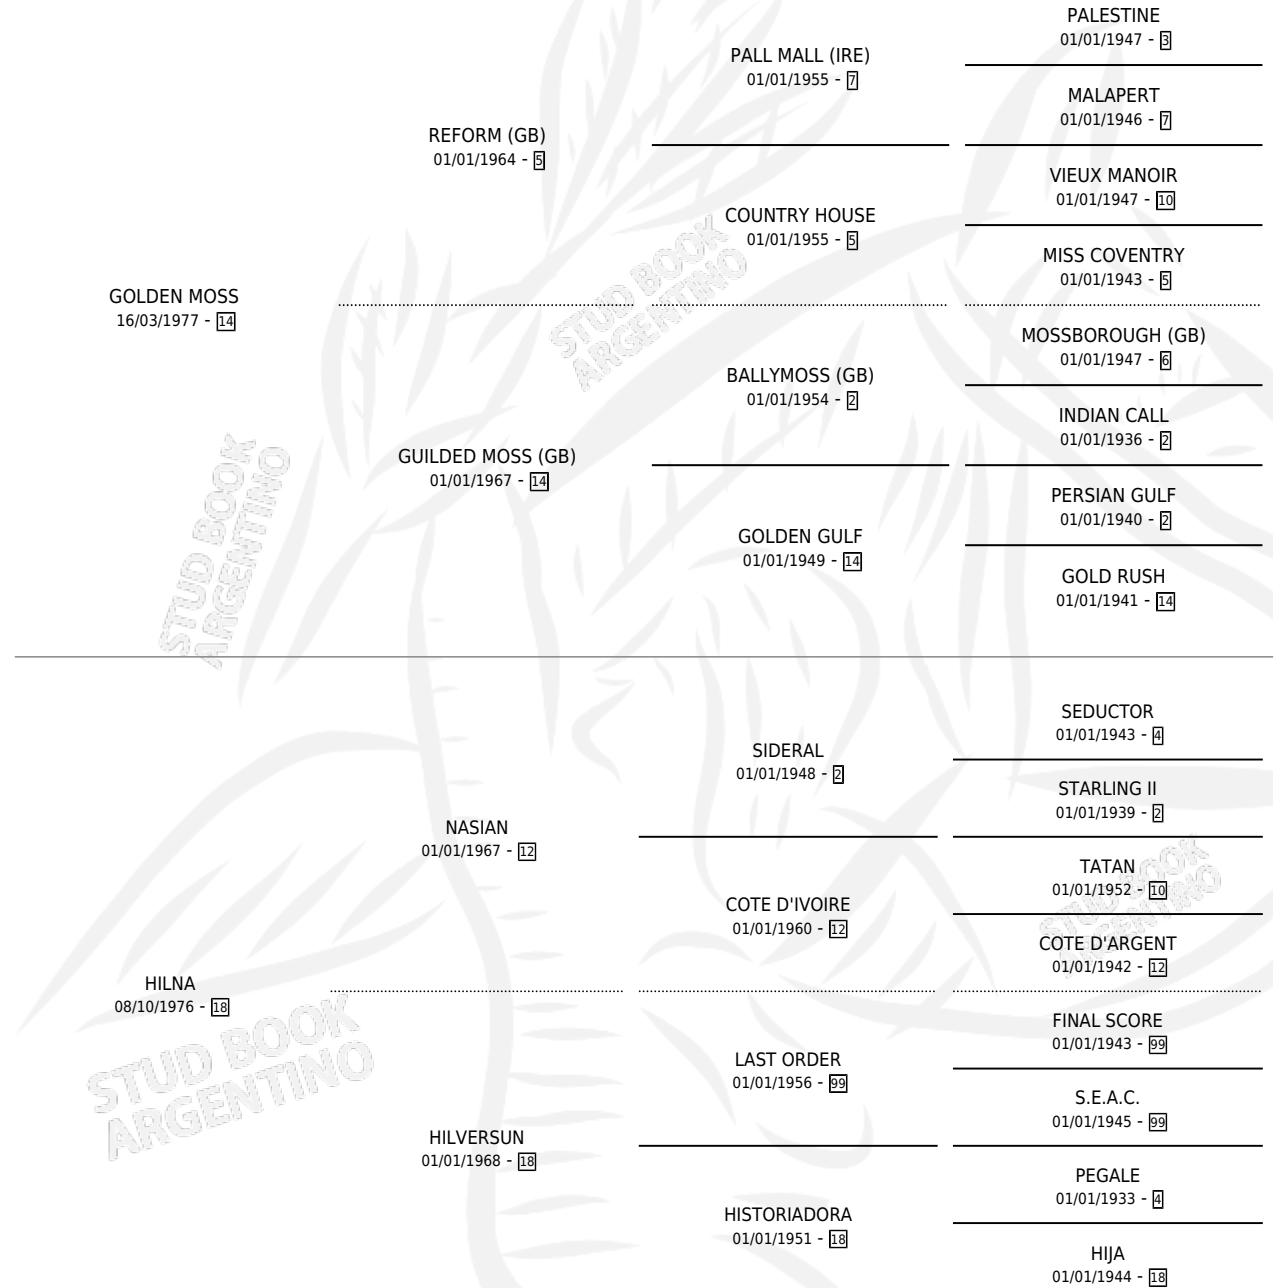 PALESTINE
01/01/1947 - 3
PALL MALL (IRE)
01/01/1955 - 7
MALAPERT
01/01/1946 - 7
REFORM (GB)
01/01/1964 - 5
VIEUX MANOIR
01/01/1947 - 10
COUNTRY HOUSE
01/01/1955 - 5
MISS COVENTRY
01/01/1943 - 5
GOLDEN MOSS
16/03/1977 - 14
MOSSBOROUGH (GB)
01/01/1947 - 6
BALLYMOSS (GB)
01/01/1954 - 2
INDIAN CALL
01/01/1936 - 2
GUILDED MOSS (GB)
01/01/1967 - 14
PERSIAN GULF
01/01/1940 - 2
GOLDEN GULF
01/01/1949 - 14
GOLD RUSH
01/01/1941 - 14
SEDUCTOR
01/01/1943 - 4
SIDERAL
01/01/1948 - 2
STARLING II
01/01/1939 - 2
NASIAN
01/01/1967 - 12
TATAN
01/01/1952 - 10
COTE D'IVOIRE
01/01/1960 - 12
COTE D'ARGENT
01/01/1942 - 12
HILNA
08/10/1976 - 18
FINAL SCORE
01/01/1943 - 99
LAST ORDER
01/01/1956 - 99
S.E.A.C.
01/01/1945 - 99
HILVERSUN
01/01/1968 - 18
PEGALE
01/01/1933 - 4
HISTORIADORA
01/01/1951 - 18
HIJA
01/01/1944 - 18
STUD BOOK
ARGENTINO
STUD BOOK
ARGENTINO
STUD BOOK
ARGENTINO
STUD BOOK
ARGENTINO